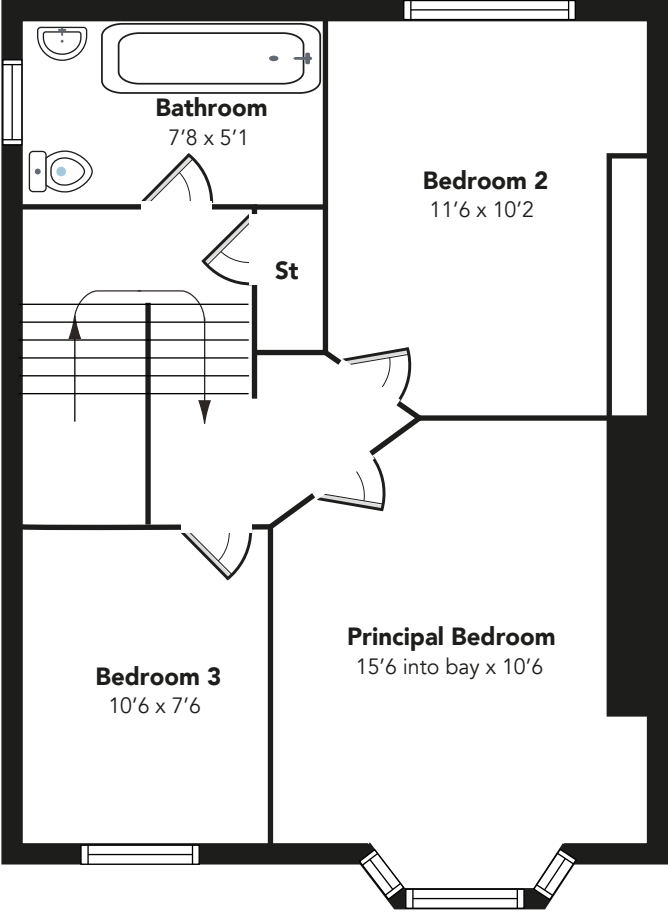 Bathroom
7’8 x 5’1
Bedroom 2
11’6 x 10’2
St
Principal Bedroom
15’6 into bay x 10’6
Bedroom 3
10’6 x 7’6